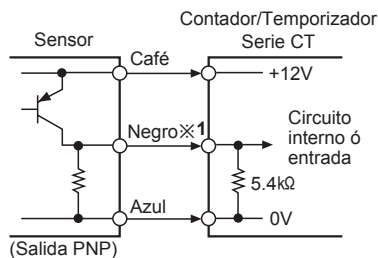 Contador/Temporizador
Sensor
Serie CT
Café
+12V
Negro※1
Circuito
interno ó
entrada
5.4kΩ
Azul
0V
(Salida PNP)